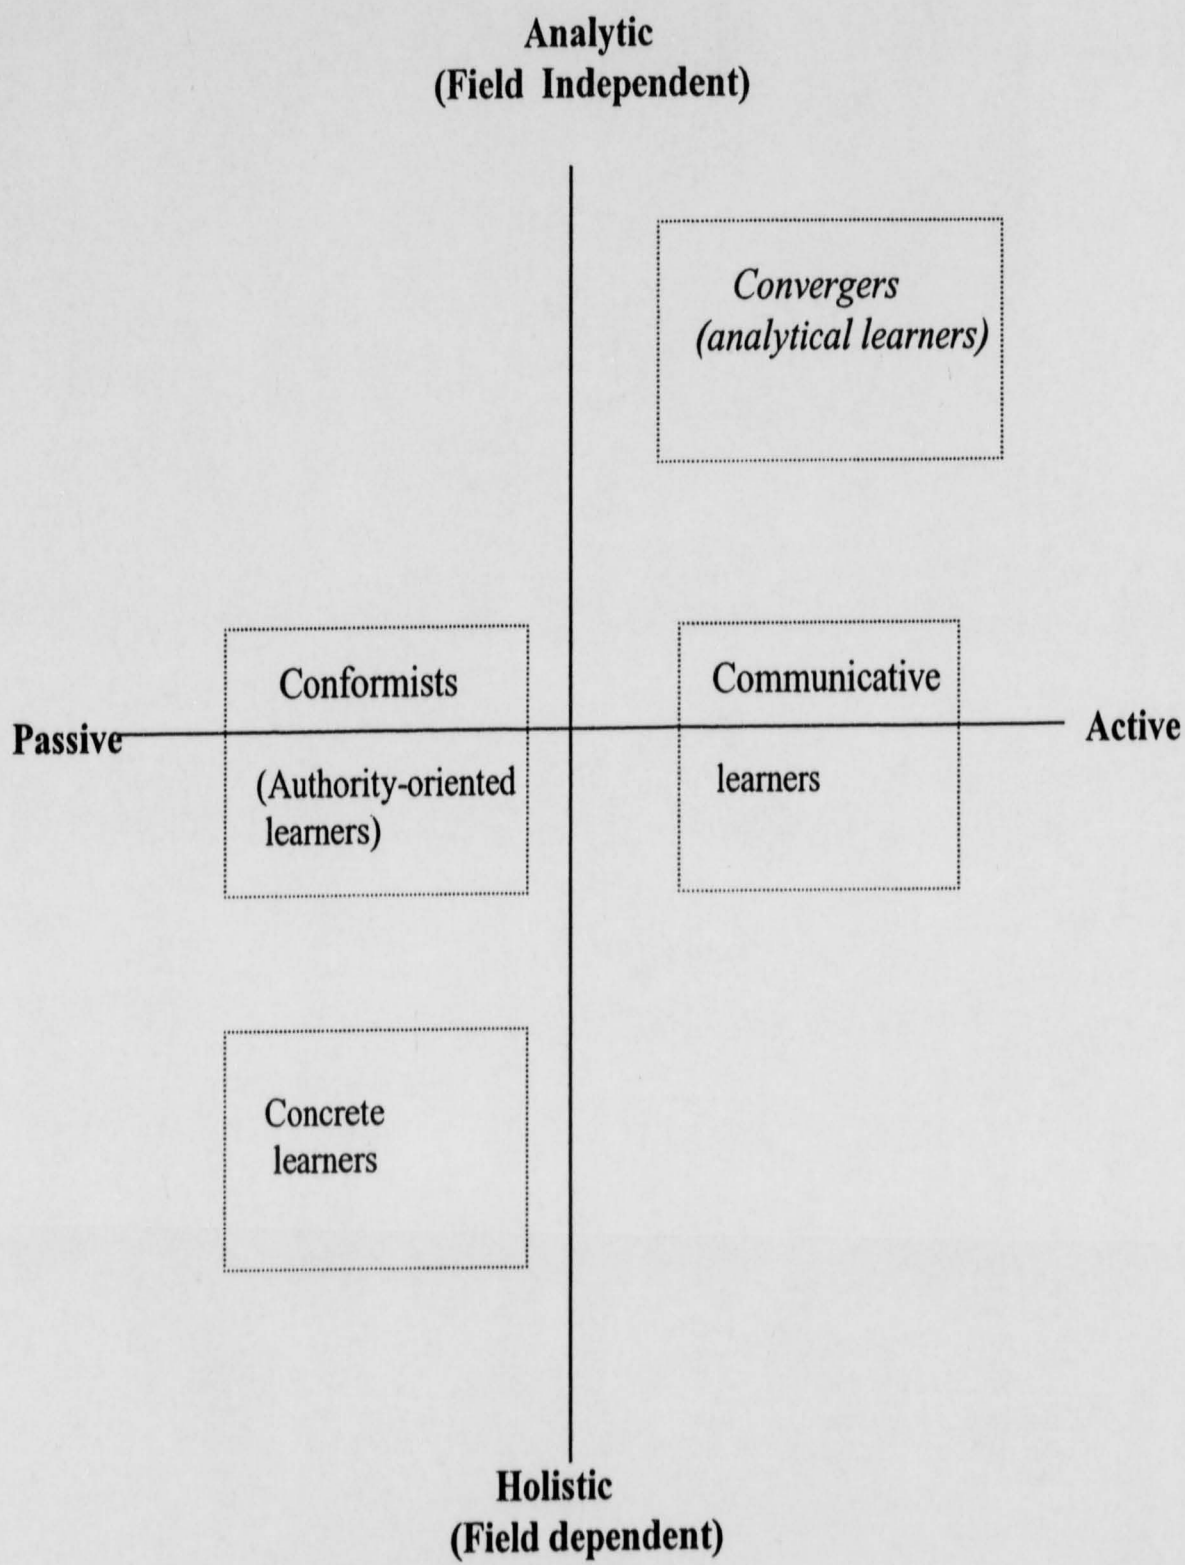 Analytic
(Field Independent)
Convergers
(analytical learners)
Conformists
Communicative
Passive
Active
(Authority-oriented
learners)
learners
Concrete
learners
Holistic
(Field dependent)